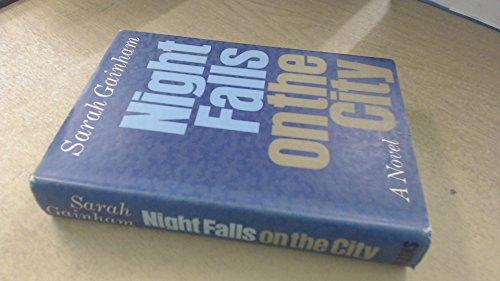 Sarah Gainham
Night
Falls
on the
City
A Novel
Sarah
Gainham
Night Falls on the City